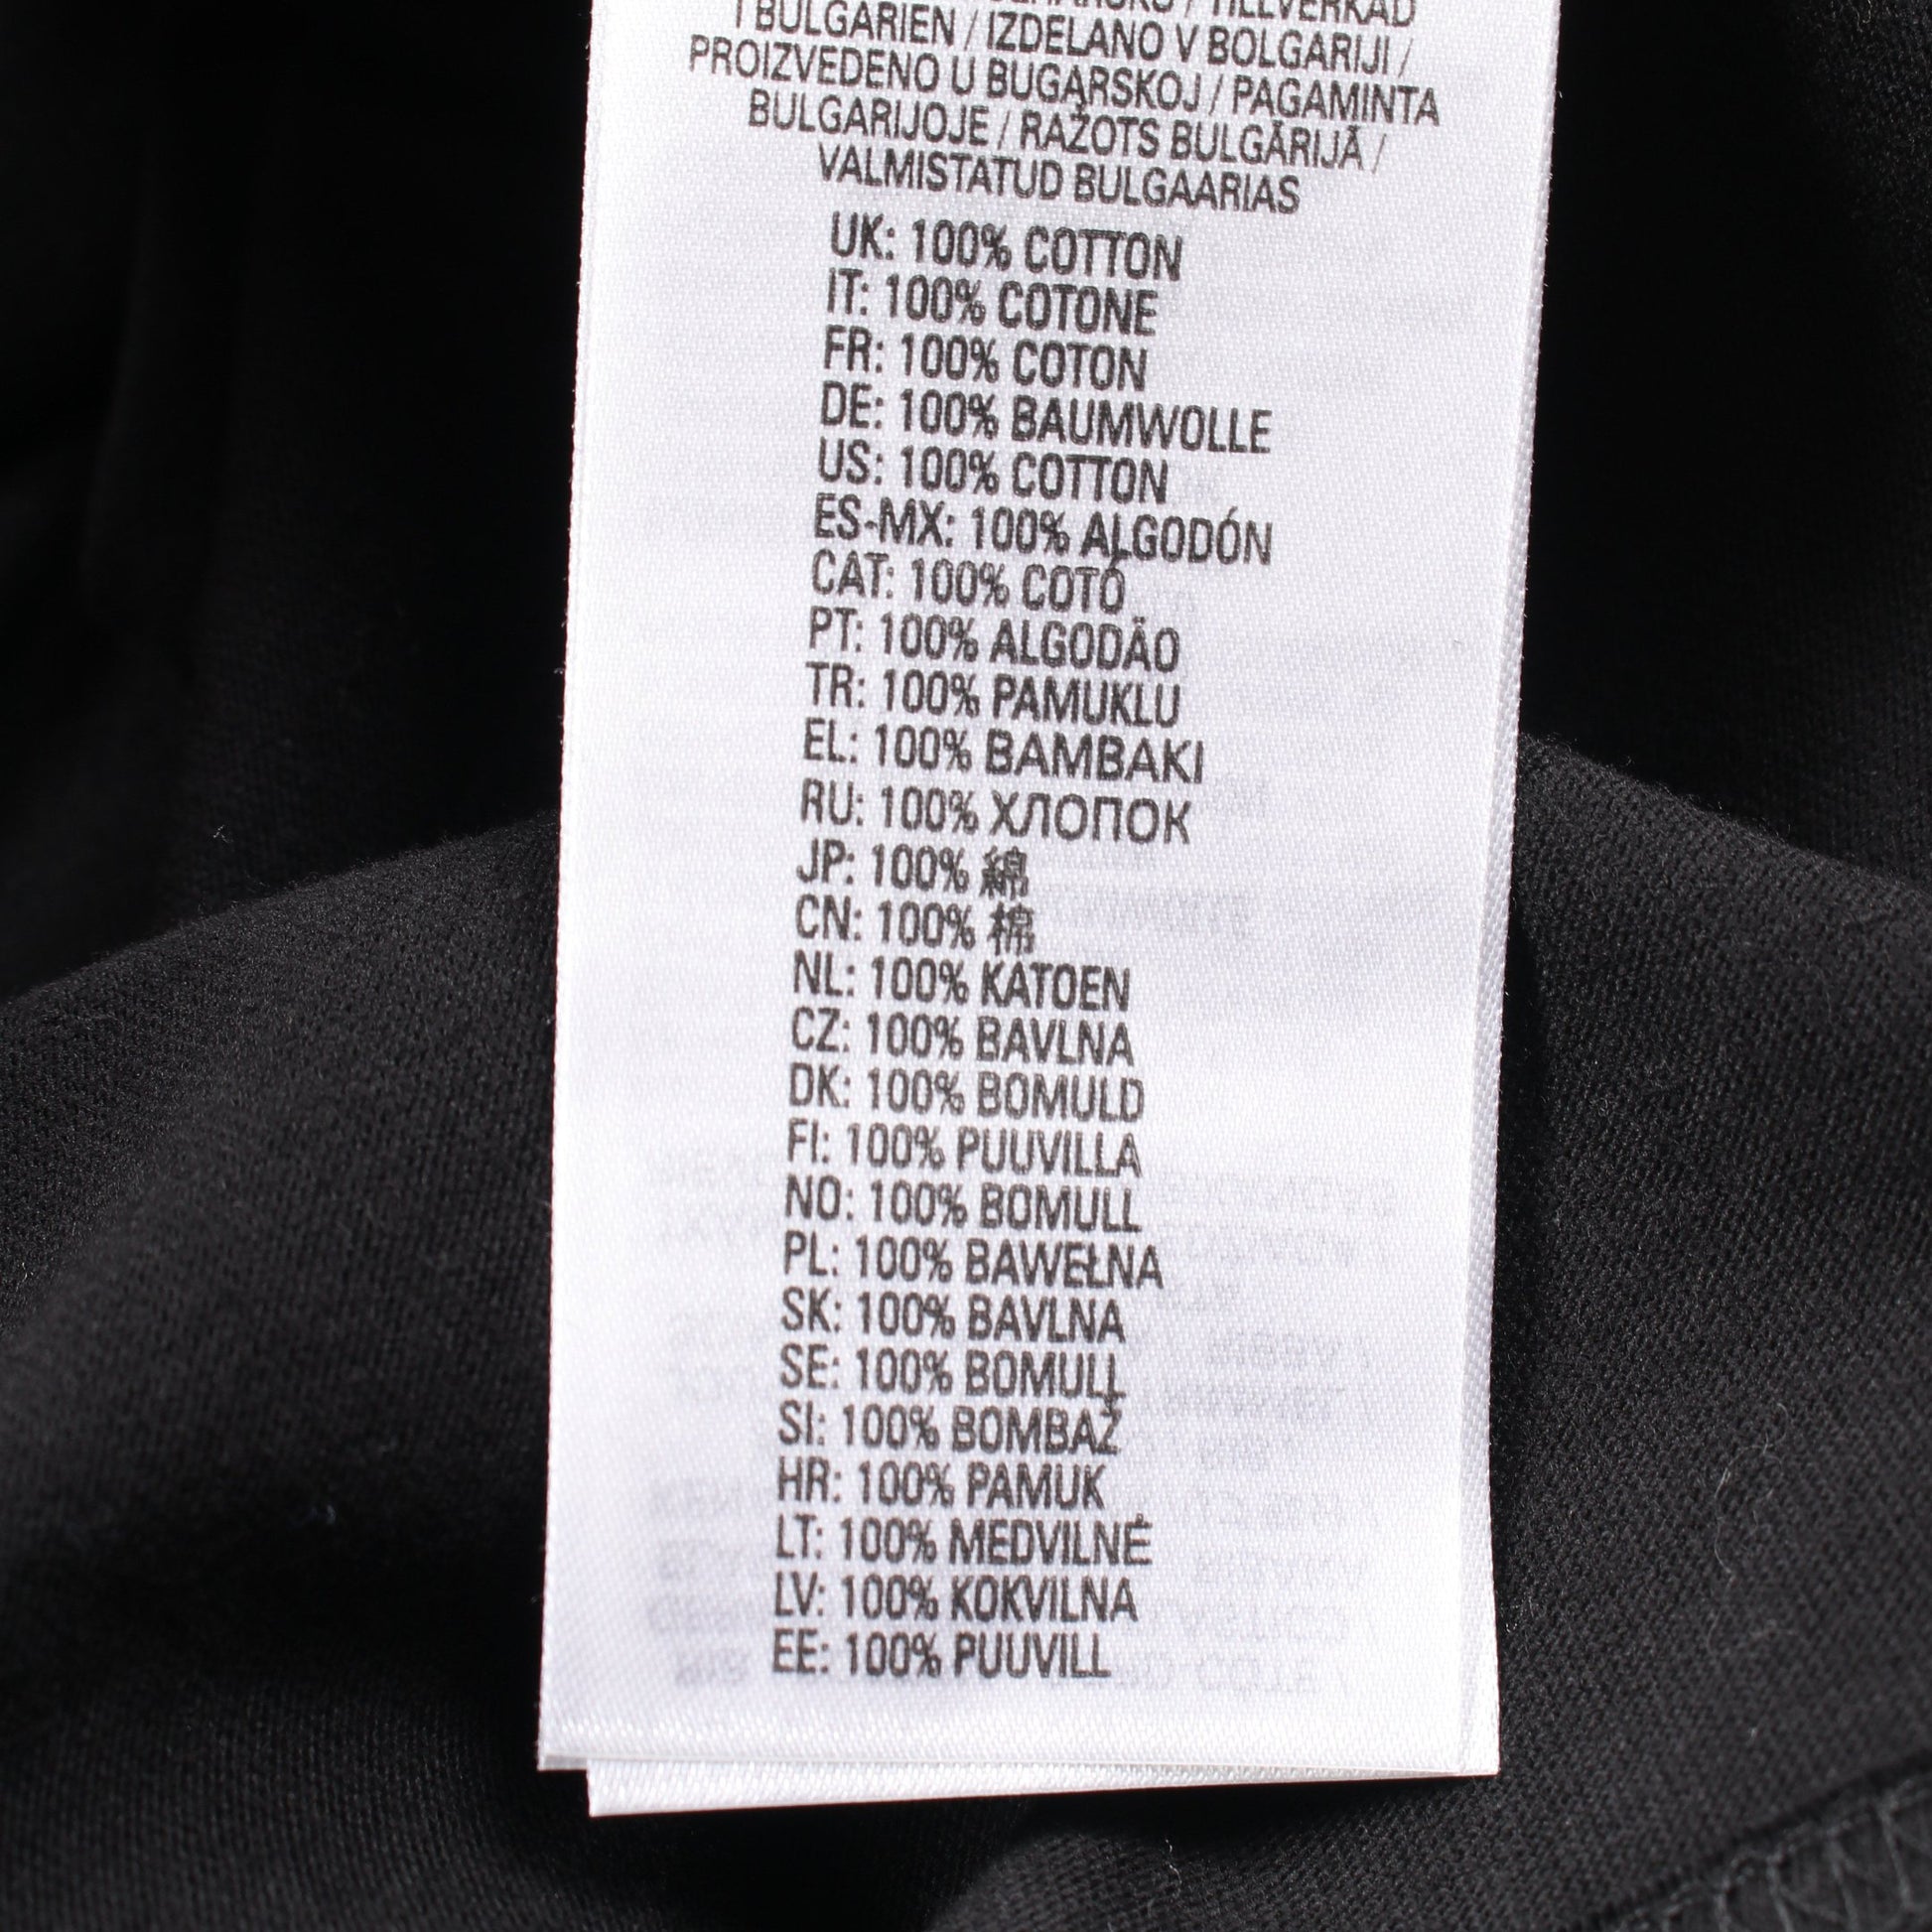 / TILLVERKAD
I BULGARIEN / IZDELANO V BOLGARIJI /
PROIZVEDENO U BUGARSKOJ / PAGAMINTA
BULGARIJOJE / RAŽOTS BULGĀRIJĀ /
VALMISTATUD BULGAARIAS
UK: 100% COTTON
IT: 100% COTONE
FR: 100% COTON
DE: 100% BAUMWOLLE
US: 100% COTTON
ES-MX: 100% ALGODÓN
CAT: 100% COTÓ
PT: 100% ALGODÃO
TR: 100% PAMUKLU
EL: 100% BAMBAKI
RU: 100% ХЛОПОК
JP: 100% 綿
CN: 100% 棉
NL: 100% KATOEN
CZ: 100% BAVLNA
DK: 100% BOMULD
FI: 100% PUUVILLA
NO: 100% BOMULL
PL: 100% BAWEŁNA
SK: 100% BAVLNA
SE: 100% BOMULL
SI: 100% BOMBAŽ
HR: 100% PAMUK
LT: 100% MEDVILNĖ
LV: 100% KOKVILNA
EE: 100% PUUVILL